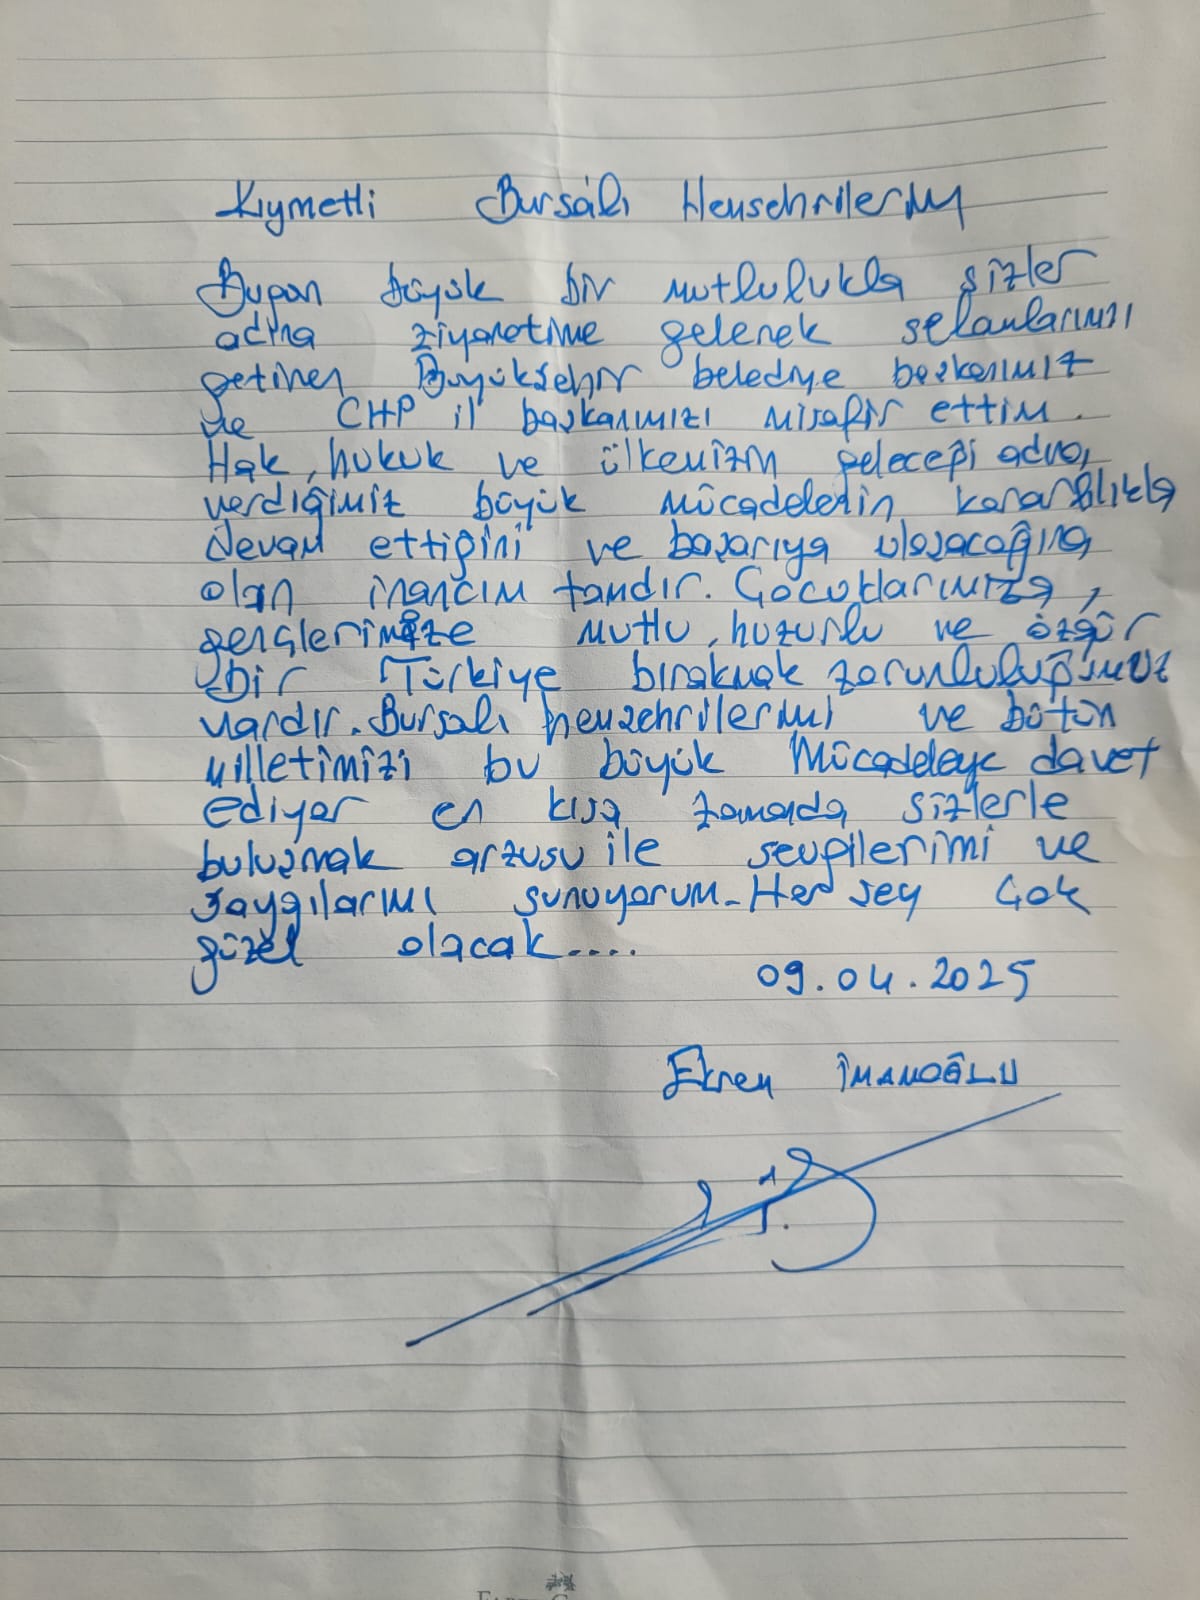 Kıymetli Bursalı Hemşehrilerim
Bugün büyük bir mutlulukla sizler
adına ziyaretime gelerek selamlarınızı
getiren Büyükşehir belediye başkanımız
ve CHP il başkanımızı misafir ettim.
Hak, hukuk ve ülkemizin geleceği adına,
verdiğimiz büyük mücadelenin kararlılıkla
devam ettiğini ve başarıya ulaşacağına
olan inancım tamdır. Çocuklarımıza,
gençlerimize mutlu, huzurlu ve özgür
bir Türkiye bırakmak zorunluluğumuz
vardır. Bursalı hemşehrilerimi ve bütün
milletimizi bu büyük Mücadeleye davet
ediyor en kısa zamanda sizlerle
buluşmak arzusu ile sevgilerimi ve
saygılarımı sunuyorum. Her şey çok
güzel olacak....
09.04.2025
Ekrem İMAMOĞLU